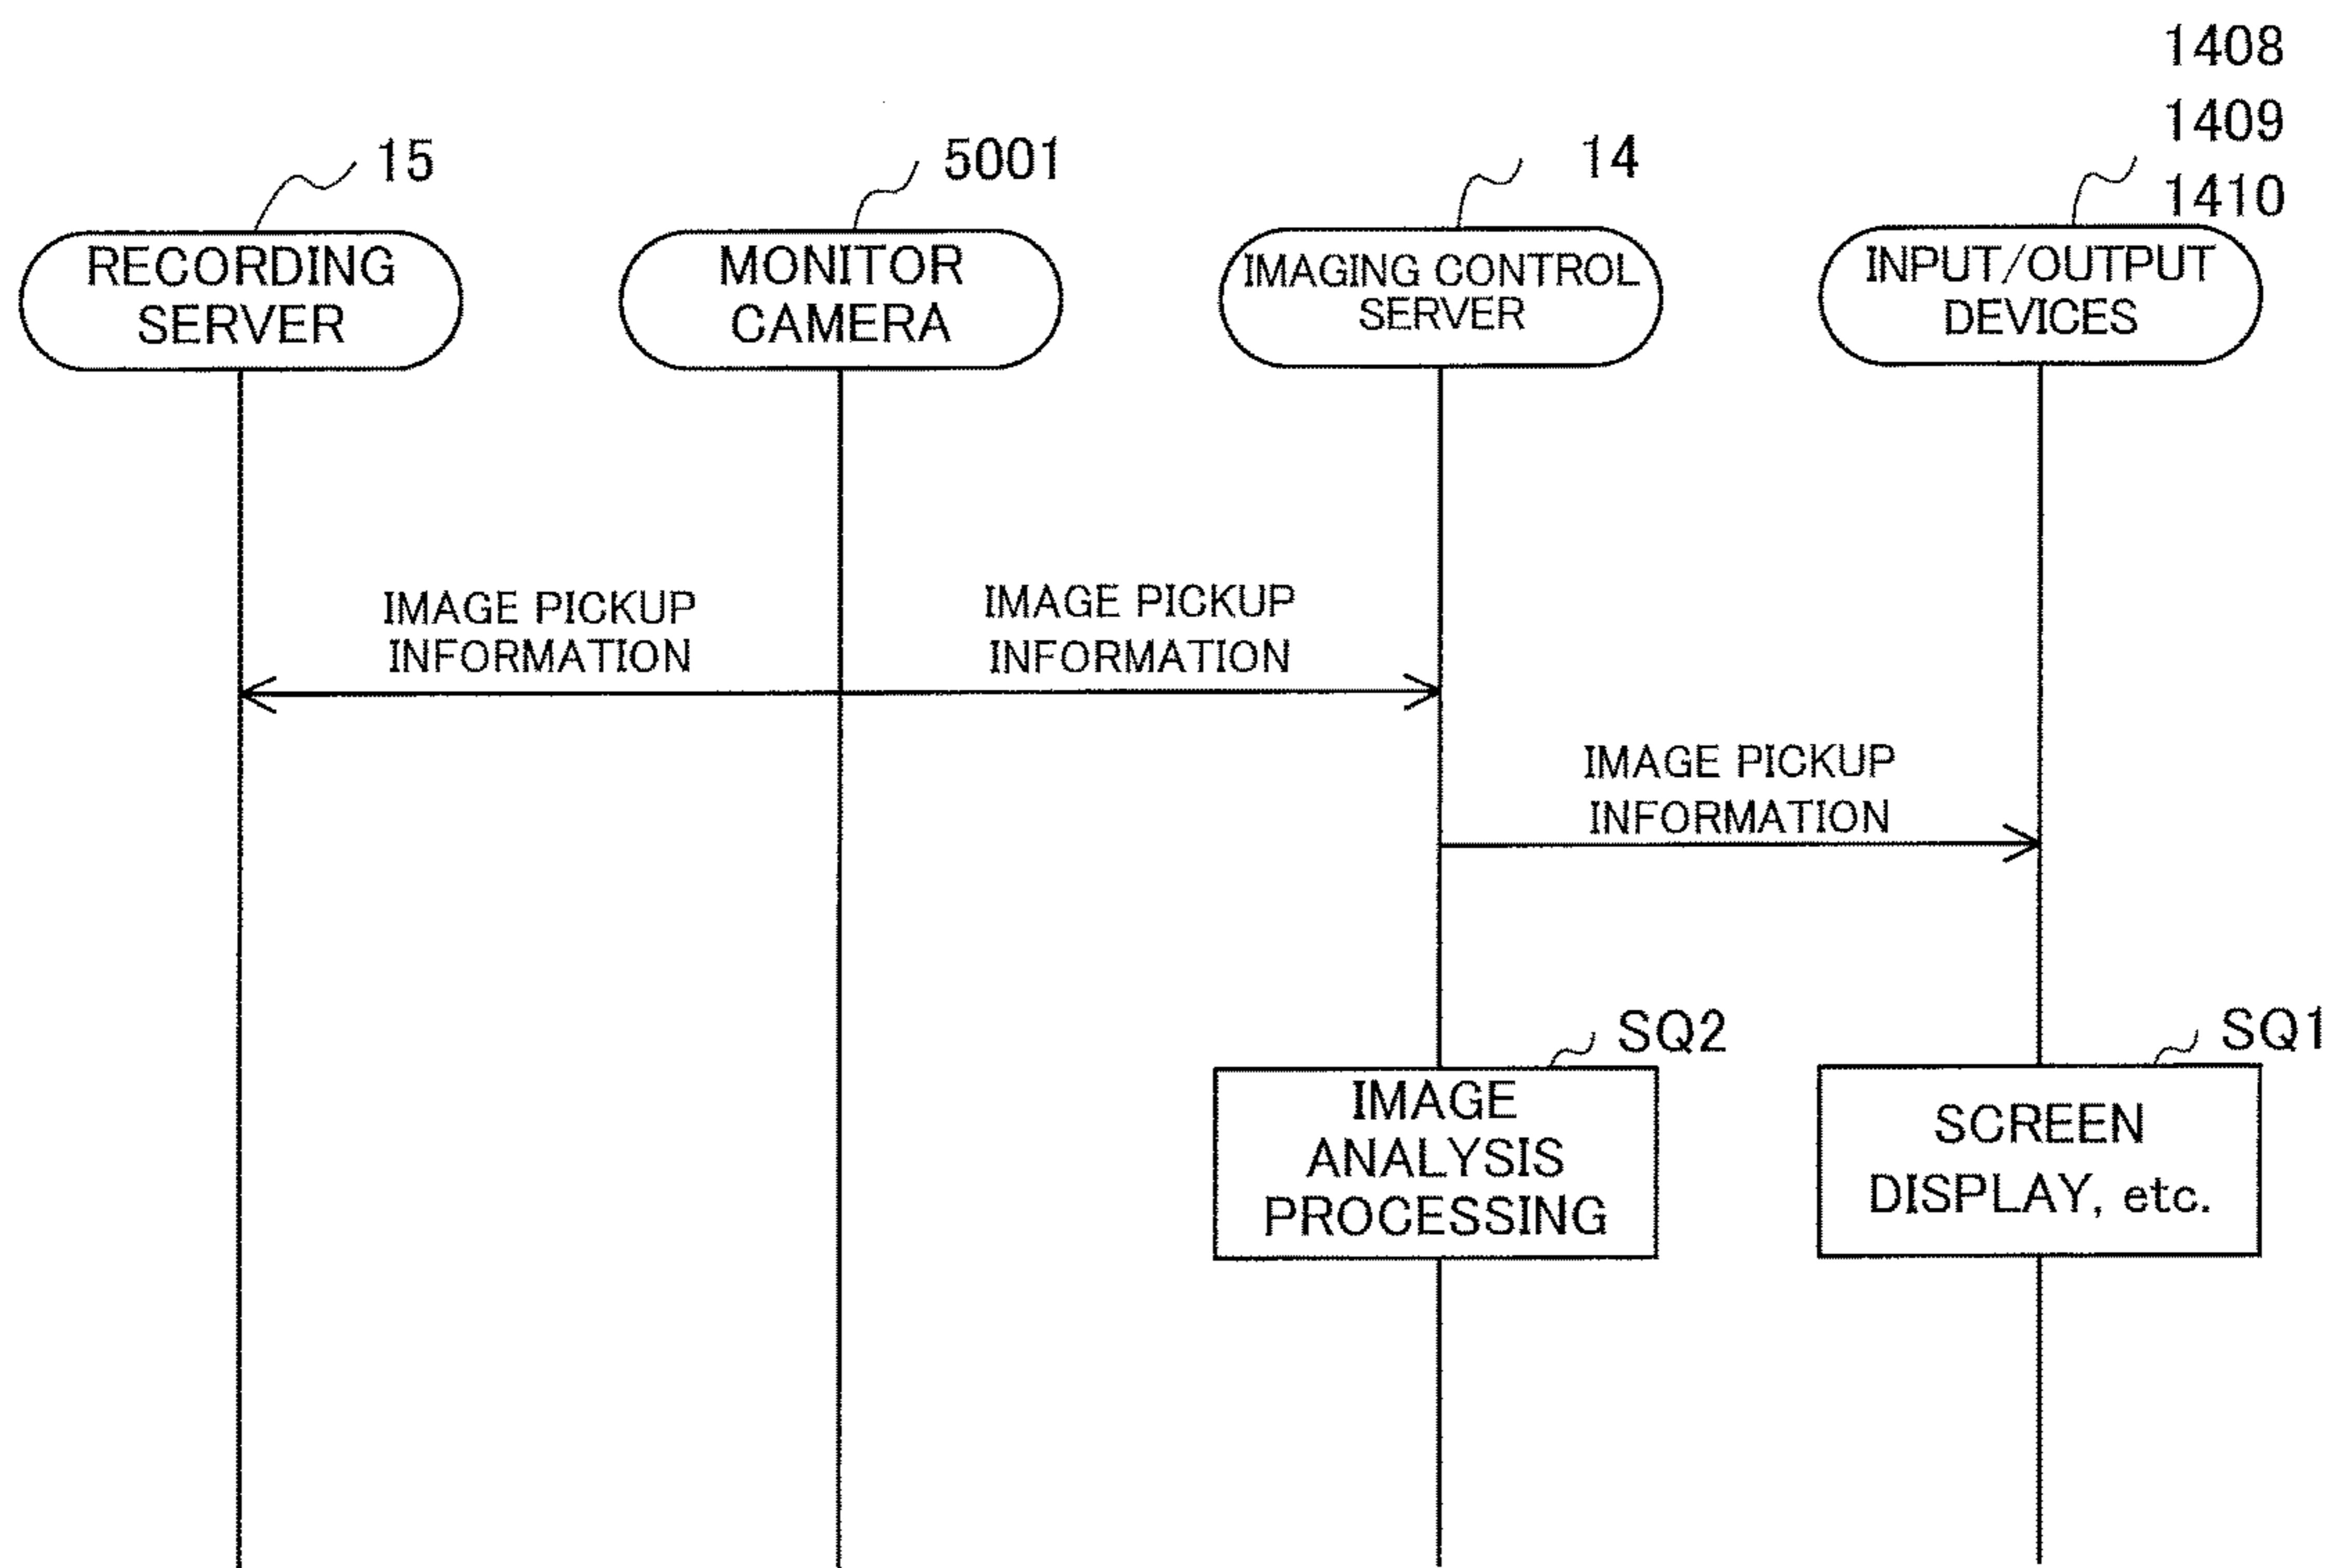 1408
1409
1410
15
5001
14
RECORDING
SERVER
MONITOR
CAMERA
IMAGING CONTROL
SERVER
INPUT/OUTPUT
DEVICES
IMAGE PICKUP
INFORMATION
IMAGE PICKUP
INFORMATION
IMAGE PICKUP
INFORMATION
SQ2
IMAGE
ANALYSIS
PROCESSING
SQ1
SCREEN
DISPLAY, etc.